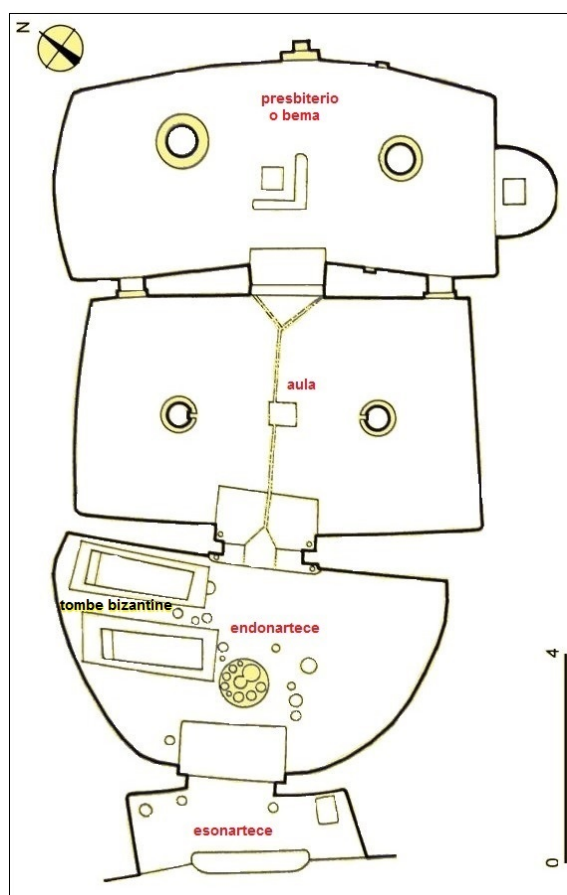 N
presbiterio
o bema
aula
tombe bizantine
endonartece
esonartece
4
0